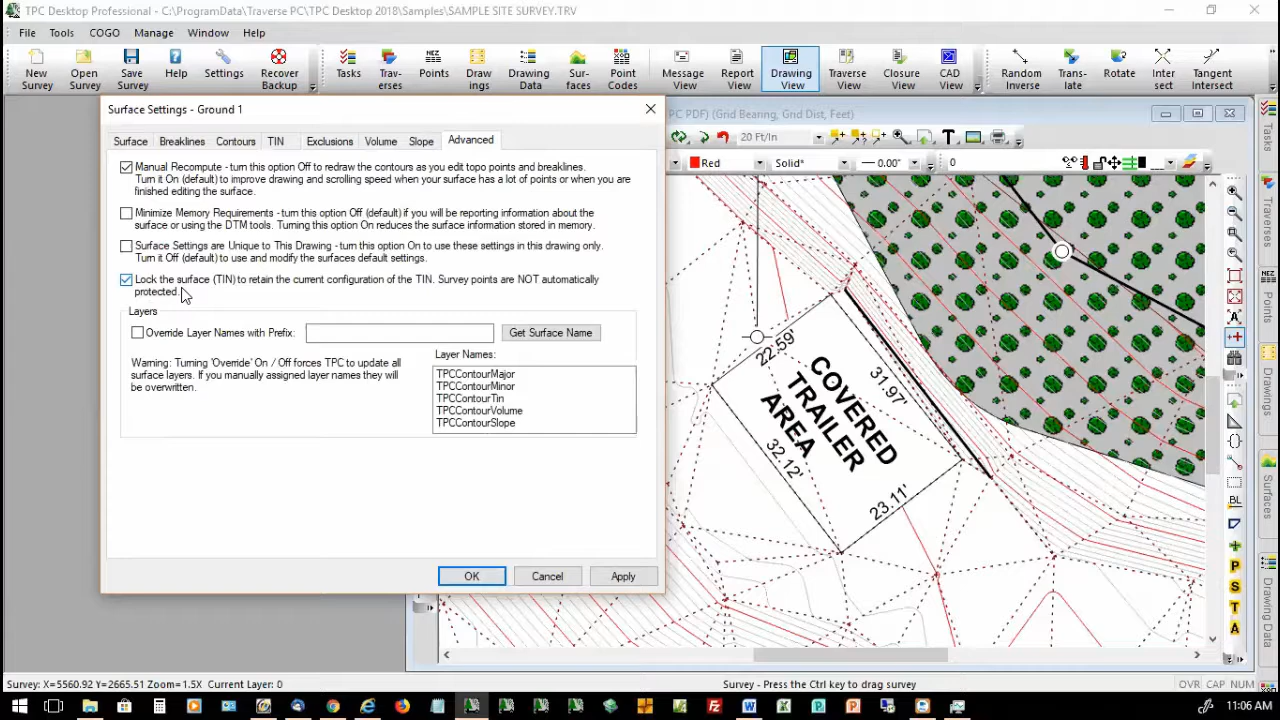 TPC Desktop Professional - C:\ProgramData\Traverse PC\TPC Desktop 2018\Samples\SAMPLE SITE SURVEY.TRV
File Tools COGO Manage Window Help
New Survey
Open Survey
Save Survey
Help
Settings
Recover Backup
Tasks
Trav-erses
Points
Draw ings
Drawing Data
Sur-faces
Point Codes
Message View
Report View
Drawing View
Traverse View
Closure View
CAD View
Random Inverse
Trans-late
Rotate
Inter sect
Tangent Intersect
PC PDF) (Grid Bearing, Gnd Dist, Feet)
20 Ft/In
Red
Solid*
0.00"
0
Surface Settings - Ground 1
Surface Breaklines Contours TIN Exclusions Volume Slope Advanced
Manual Recompute - turn this option Off to redraw the contours as you edit topo points and breaklines.
Turn it On (default) to improve drawing and scrolling speed when your surface has a lot of points or when you are
finished editing the surface.
Minimize Memory Requirements - turn this option Off (default) if you will be reporting information about the
surface or using the DTM tools. Turning this option On reduces the surface information stored in memory.
Surface Settings are Unique to This Drawing - turn this option On to use these settings in this drawing only.
Turn it Off (default) to use and modify the surfaces default settings.
Lock the surface (TIN) to retain the current configuration of the TIN. Survey points are NOT automatically
protected.
Layers
Override Layer Names with Prefix:
Get Surface Name
Warning: Turning 'Override' On / Off forces TPC to update all
surface layers. If you manually assigned layer names they will
be overwritten.
Layer Names:
TPCContourMajor
TPCContourMinor
TPCContourTin
TPCContourVolume
TPCContourSlope
OK
Cancel
Apply
22.59'
31.97'
COVERED
TRAILER
AREA
32.12'
23.11'
Tasks
Traverses
NEZ
Points
Drawings
Surfaces
Drawing Data
BL
P
S
T
A
Survey: X=5560.92 Y=2665.51 Zoom=1.5X Current Layer: 0
Survey - Press the Ctrl key to drag survey
OVR CAP NUM
11:06 AM